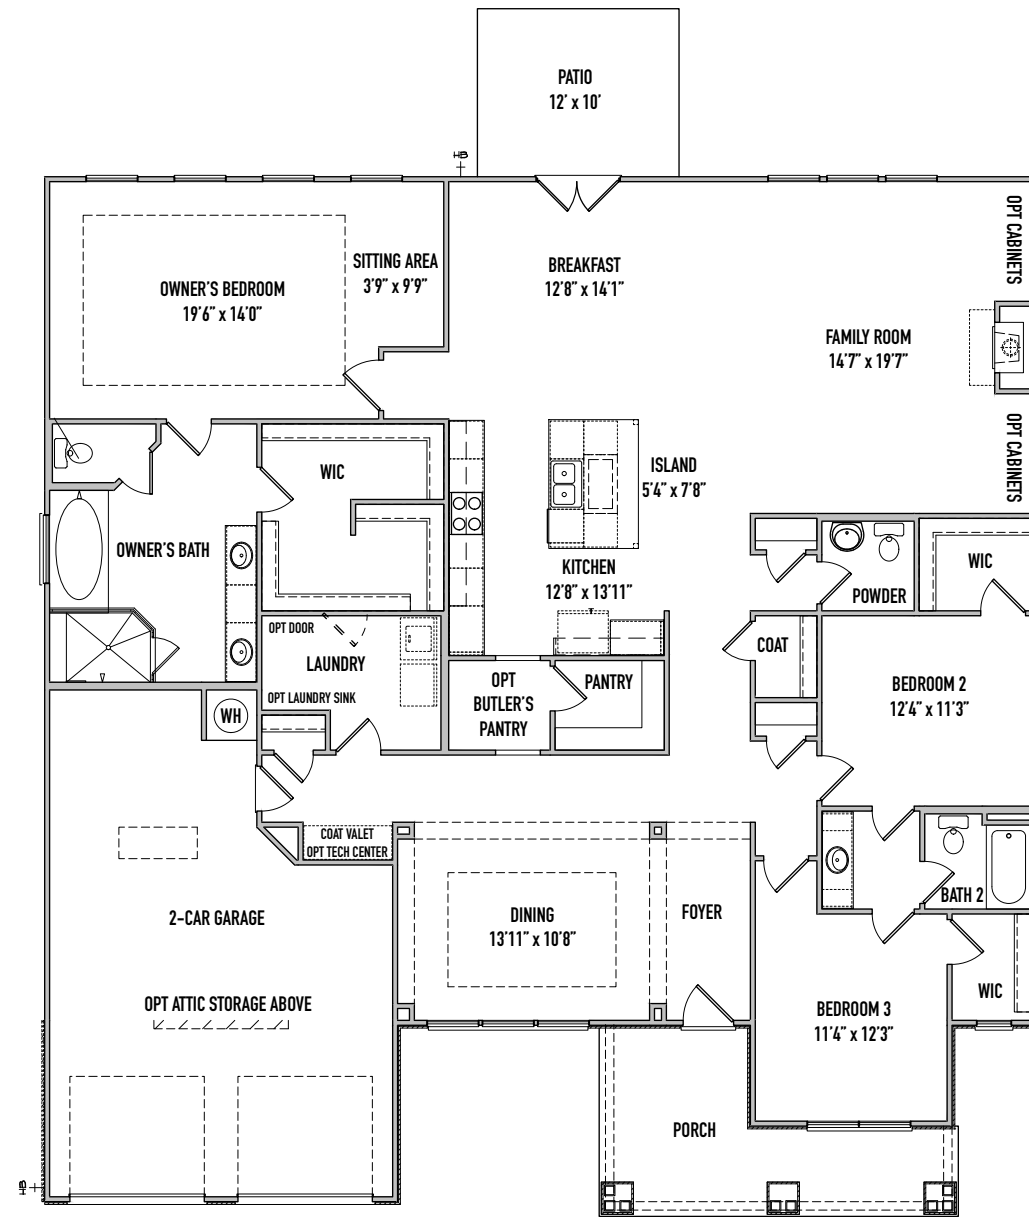 PATIO
12' x 10'
HB
OPT CABINETS
SITTING AREA
3'9" x 9'9"
BREAKFAST
12'8" x 14'1"
OWNER'S BEDROOM
19'6" x 14'0"
FAMILY ROOM
14'7" x 19'7"
OPT CABINETS
WIC
ISLAND
5'4" x 7'8"
OWNER'S BATH
KITCHEN
12'8" x 13'11"
WIC
POWDER
OPT DOOR
LAUNDRY
OPT LAUNDRY SINK
COAT
OPT
BUTLER'S
PANTRY
PANTRY
BEDROOM 2
12'4" x 11'3"
WH
COAT VALET
OPT TECH CENTER
2-CAR GARAGE
DINING
13'11" x 10'8"
FOYER
BATH 2
OPT ATTIC STORAGE ABOVE
WIC
BEDROOM 3
11'4" x 12'3"
PORCH
HB